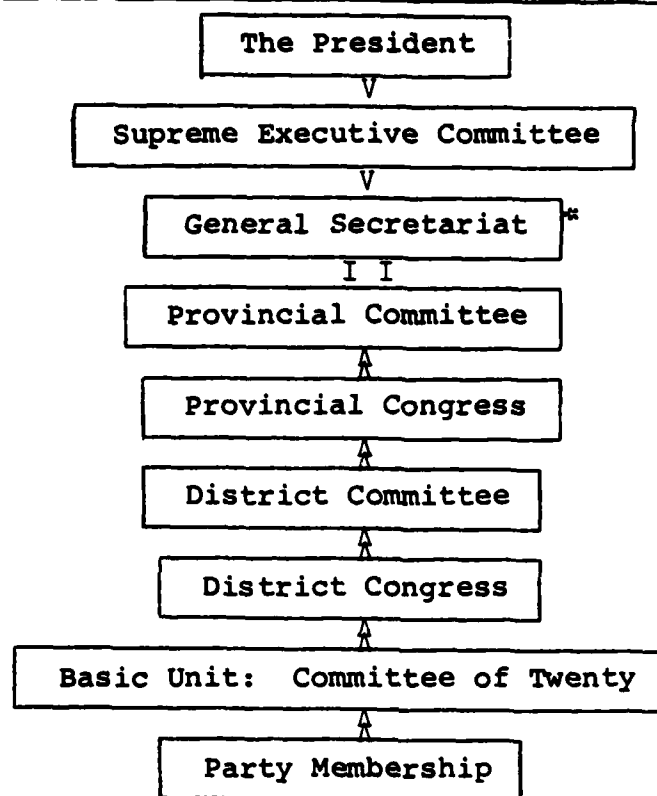 The President
V
Supreme Executive Committee
V
General Secretariat *
I I
Provincial Committee
Provincial Congress
District Committee
District Congress
Basic Unit: Committee of Twenty
Party Membership